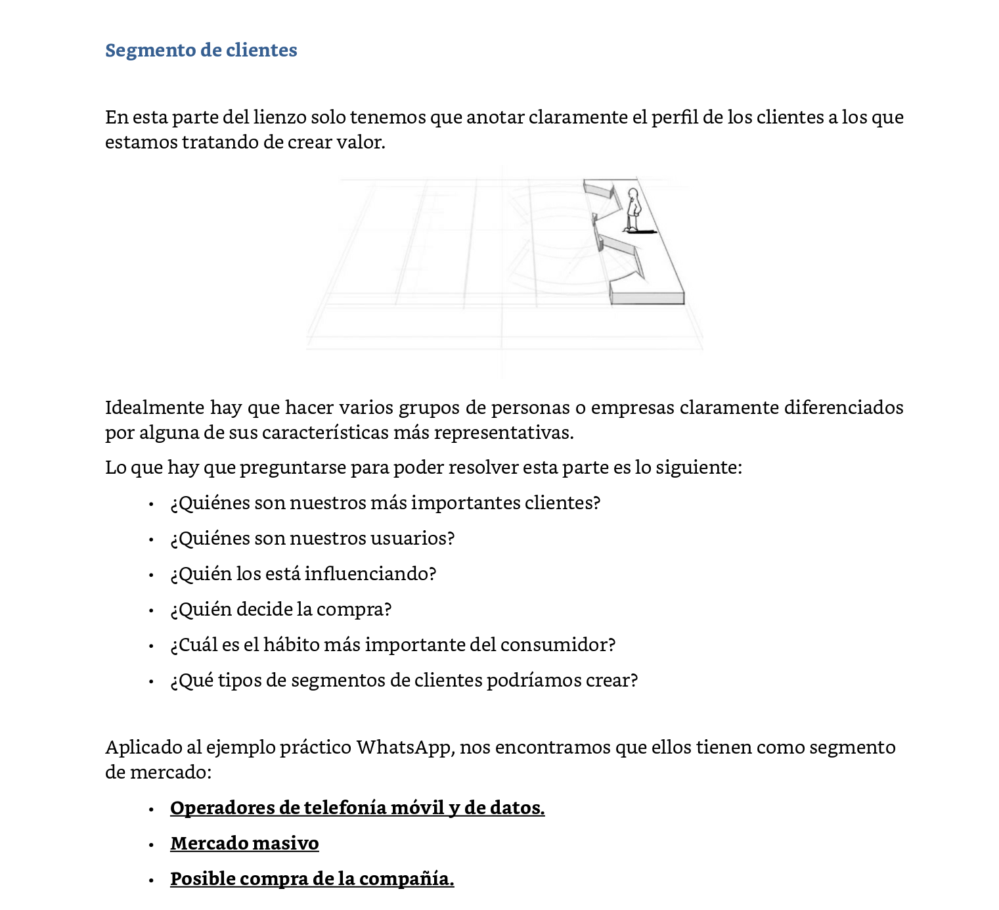 Segmento de clientes
En esta parte del lienzo solo tenemos que anotar claramente el perfil de los clientes a los que
estamos tratando de crear valor.
Idealmente hay que hacer varios grupos de personas o empresas claramente diferenciados
por alguna de sus características más representativas.
Lo que hay que preguntarse para poder resolver esta parte es lo siguiente:
• ¿Quiénes son nuestros más importantes clientes?
• ¿Quiénes son nuestros usuarios?
• ¿Quién los está influenciando?
• ¿Quién decide la compra?
• ¿Cuál es el hábito más importante del consumidor?
• ¿Qué tipos de segmentos de clientes podríamos crear?
Aplicado al ejemplo práctico WhatsApp, nos encontramos que ellos tienen como segmento
de mercado:
• Operadores de telefonía móvil y de datos.
• Mercado masivo
• Posible compra de la compañía.